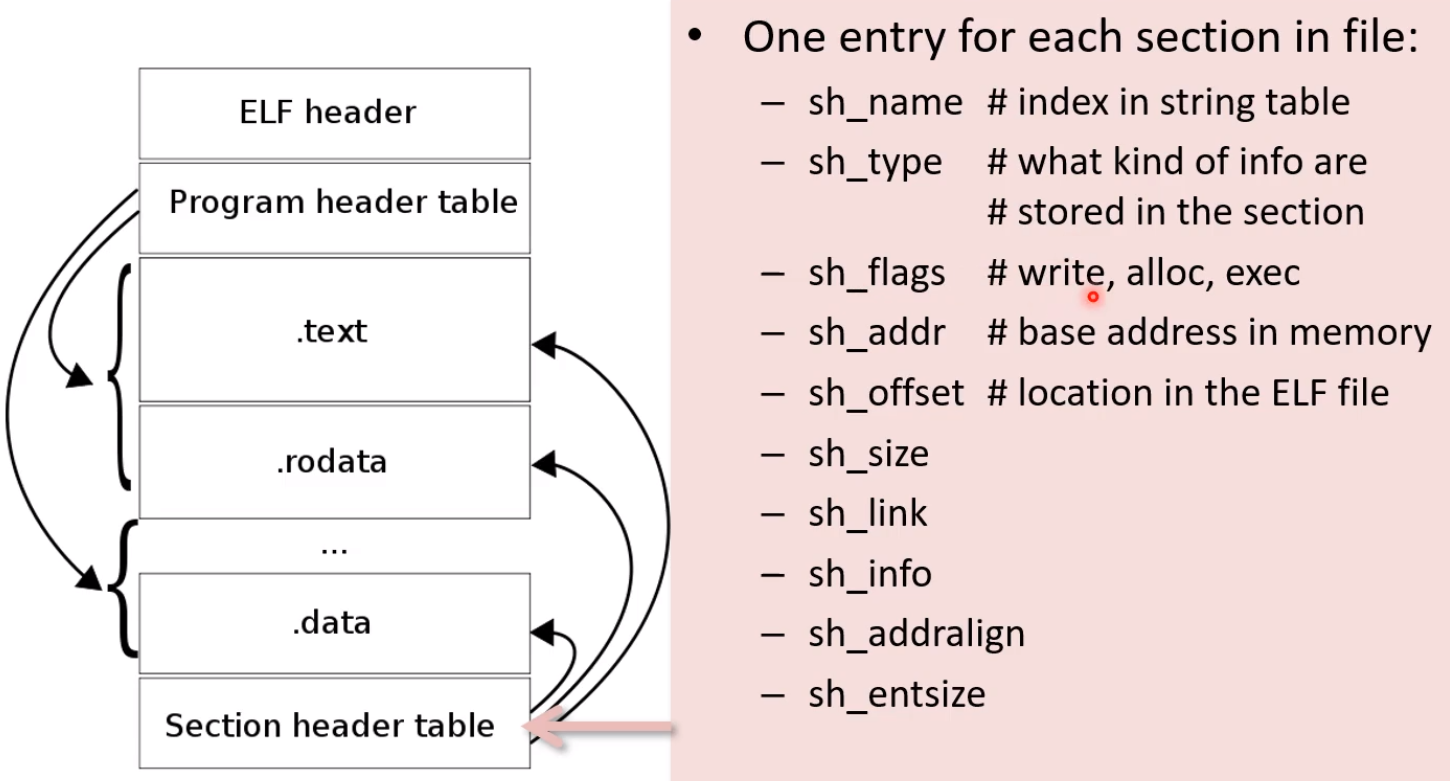 ELF header
Program header table
.text
.rodata
...
.data
Section header table
• One entry for each section in file:
– sh_name # index in string table
– sh_type # what kind of info are
# stored in the section
– sh_flags # write, alloc, exec
– sh_addr # base address in memory
– sh_offset # location in the ELF file
– sh_size
– sh_link
– sh_info
– sh_addralign
– sh_entsize